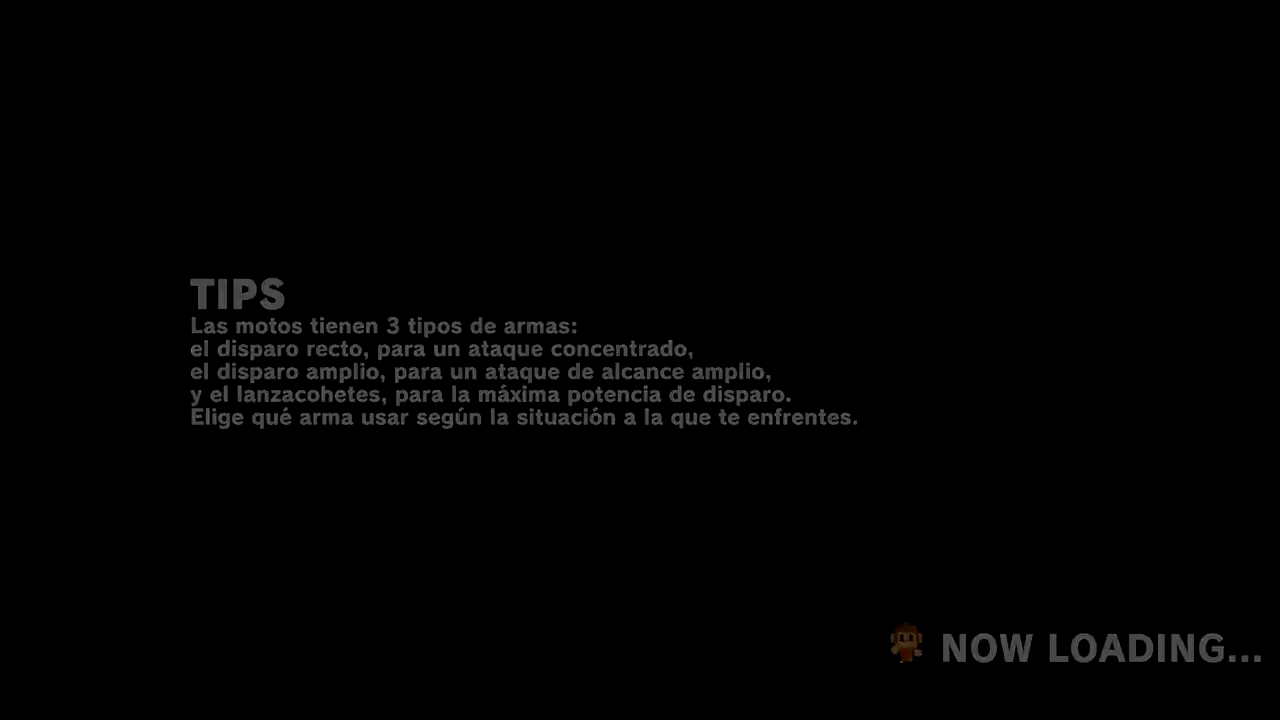 TIPS
Las motos tienen 3 tipos de armas:
el disparo recto, para un ataque concentrado,
el disparo amplio, para un ataque de alcance amplio,
y el lanzacohetes, para la máxima potencia de disparo.
Elige qué arma usar según la situación a la que te enfrentes.
NOW LOADING...